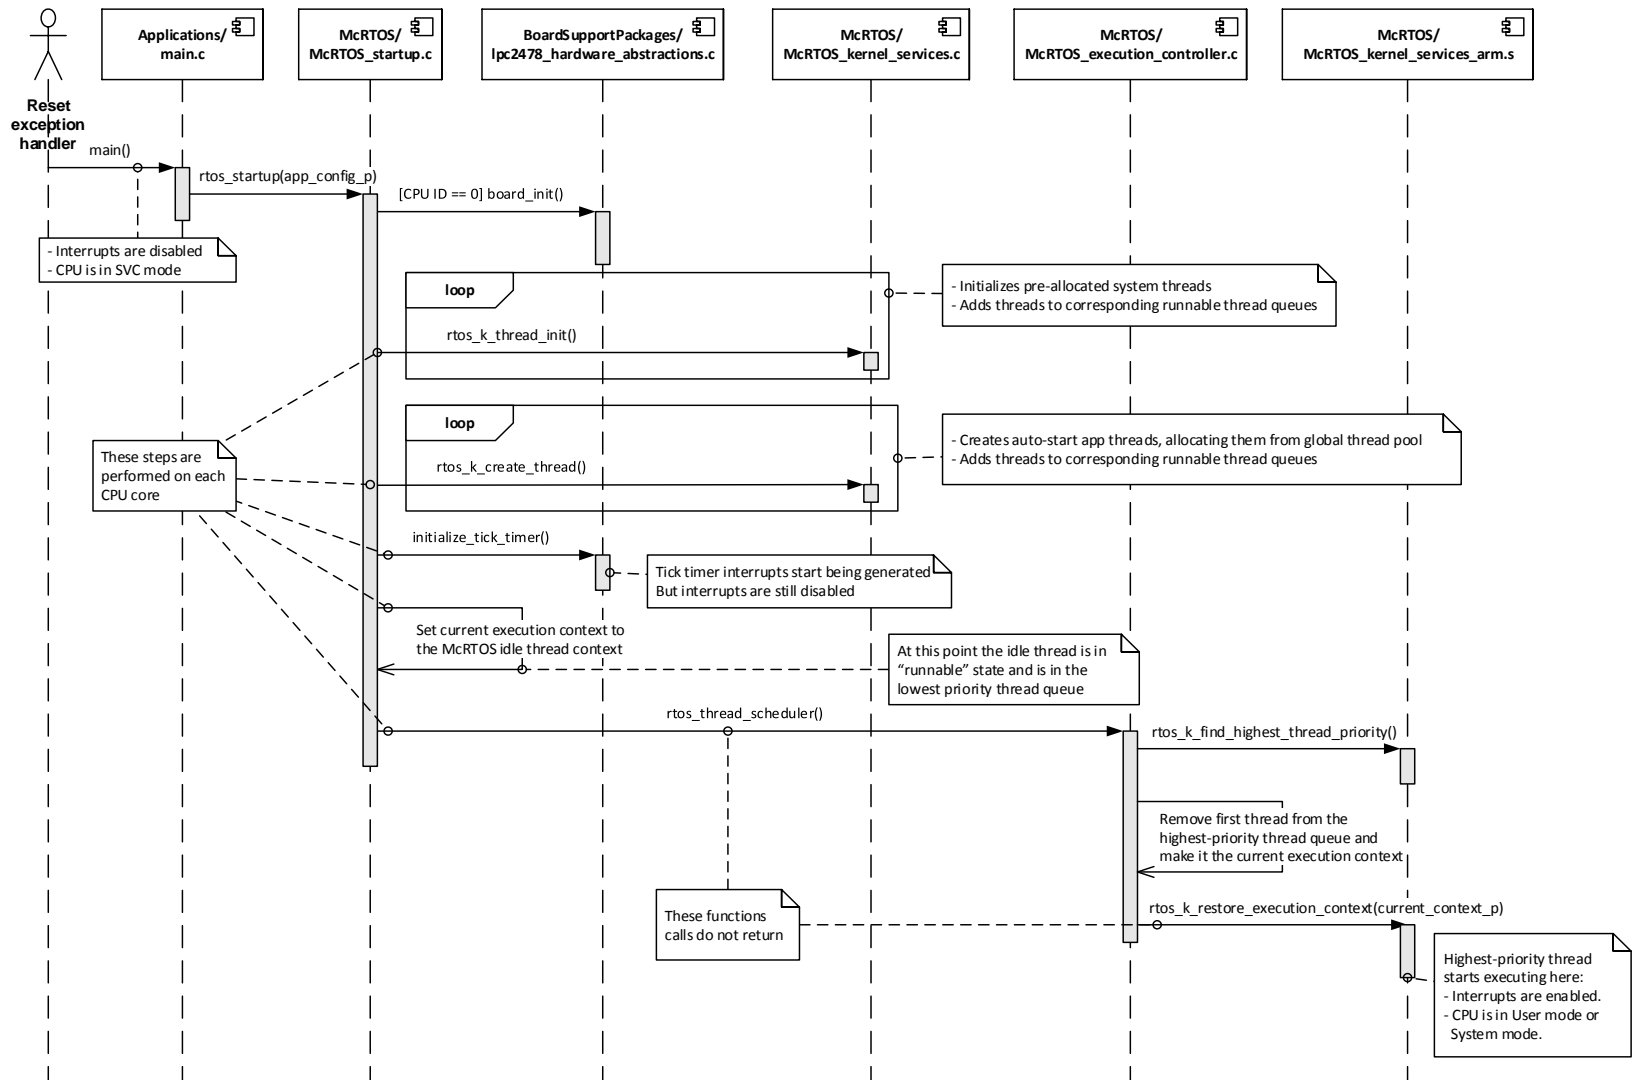 Applications/
main.c
McRTOS/
McRTOS_startup.c
BoardSupportPackages/
lpc2478_hardware_abstractions.c
McRTOS/
McRTOS_kernel_services.c
McRTOS/
McRTOS_execution_controller.c
McRTOS/
McRTOS_kernel_services_arm.s
Reset
exception
handler
main()
rtos_startup(app_config_p)
[CPU ID == 0] board_init()
- Interrupts are disabled
- CPU is in SVC mode
loop
- Initializes pre-allocated system threads
- Adds threads to corresponding runnable thread queues
rtos_k_thread_init()
loop
- Creates auto-start app threads, allocating them from global thread pool
- Adds threads to corresponding runnable thread queues
These steps are
performed on each
CPU core
rtos_k_create_thread()
initialize_tick_timer()
Tick timer interrupts start being generated
But interrupts are still disabled
Set current execution context to
the McRTOS idle thread context
At this point the idle thread is in
“runnable” state and is in the
lowest priority thread queue
rtos_thread_scheduler()
rtos_k_find_highest_thread_priority()
Remove first thread from the
highest-priority thread queue and
make it the current execution context
These functions
calls do not return
rtos_k_restore_execution_context(current_context_p)
Highest-priority thread
starts executing here:
- Interrupts are enabled.
- CPU is in User mode or
System mode.